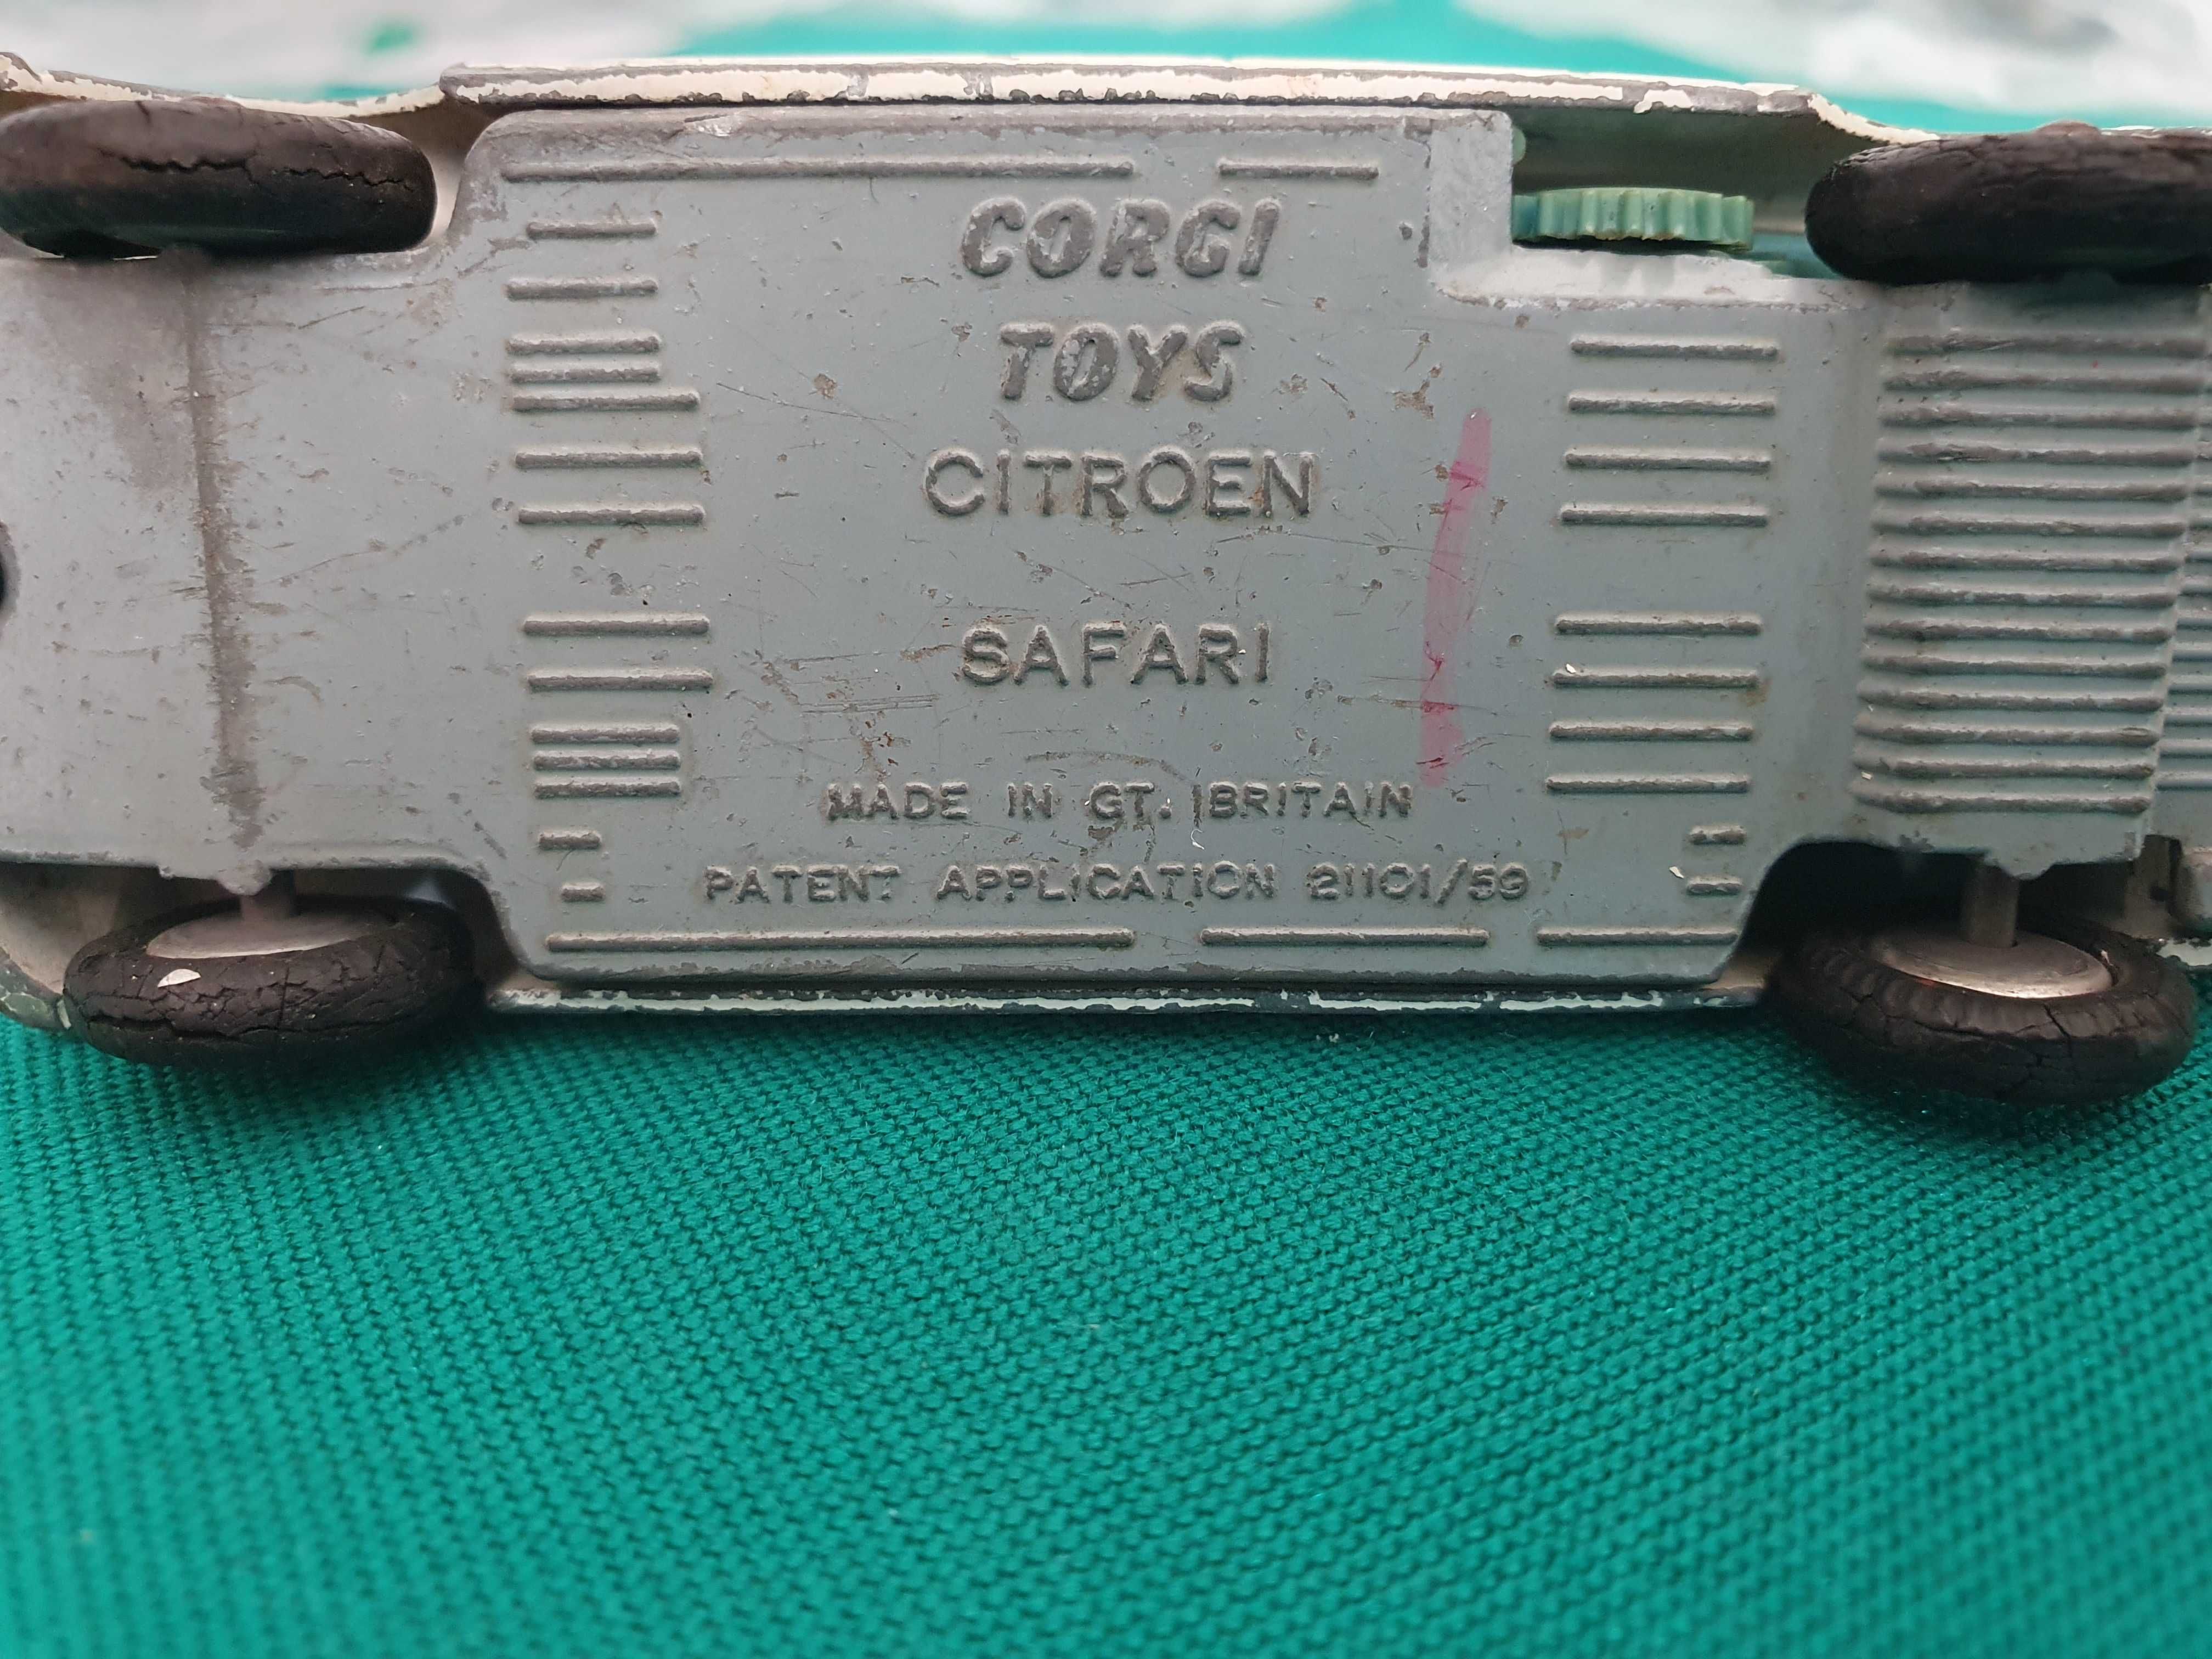 CORGI
TOYS
CITROEN
SAFARI
MADE IN GT. BRITAIN
PATENT APPLICATION 21101/59